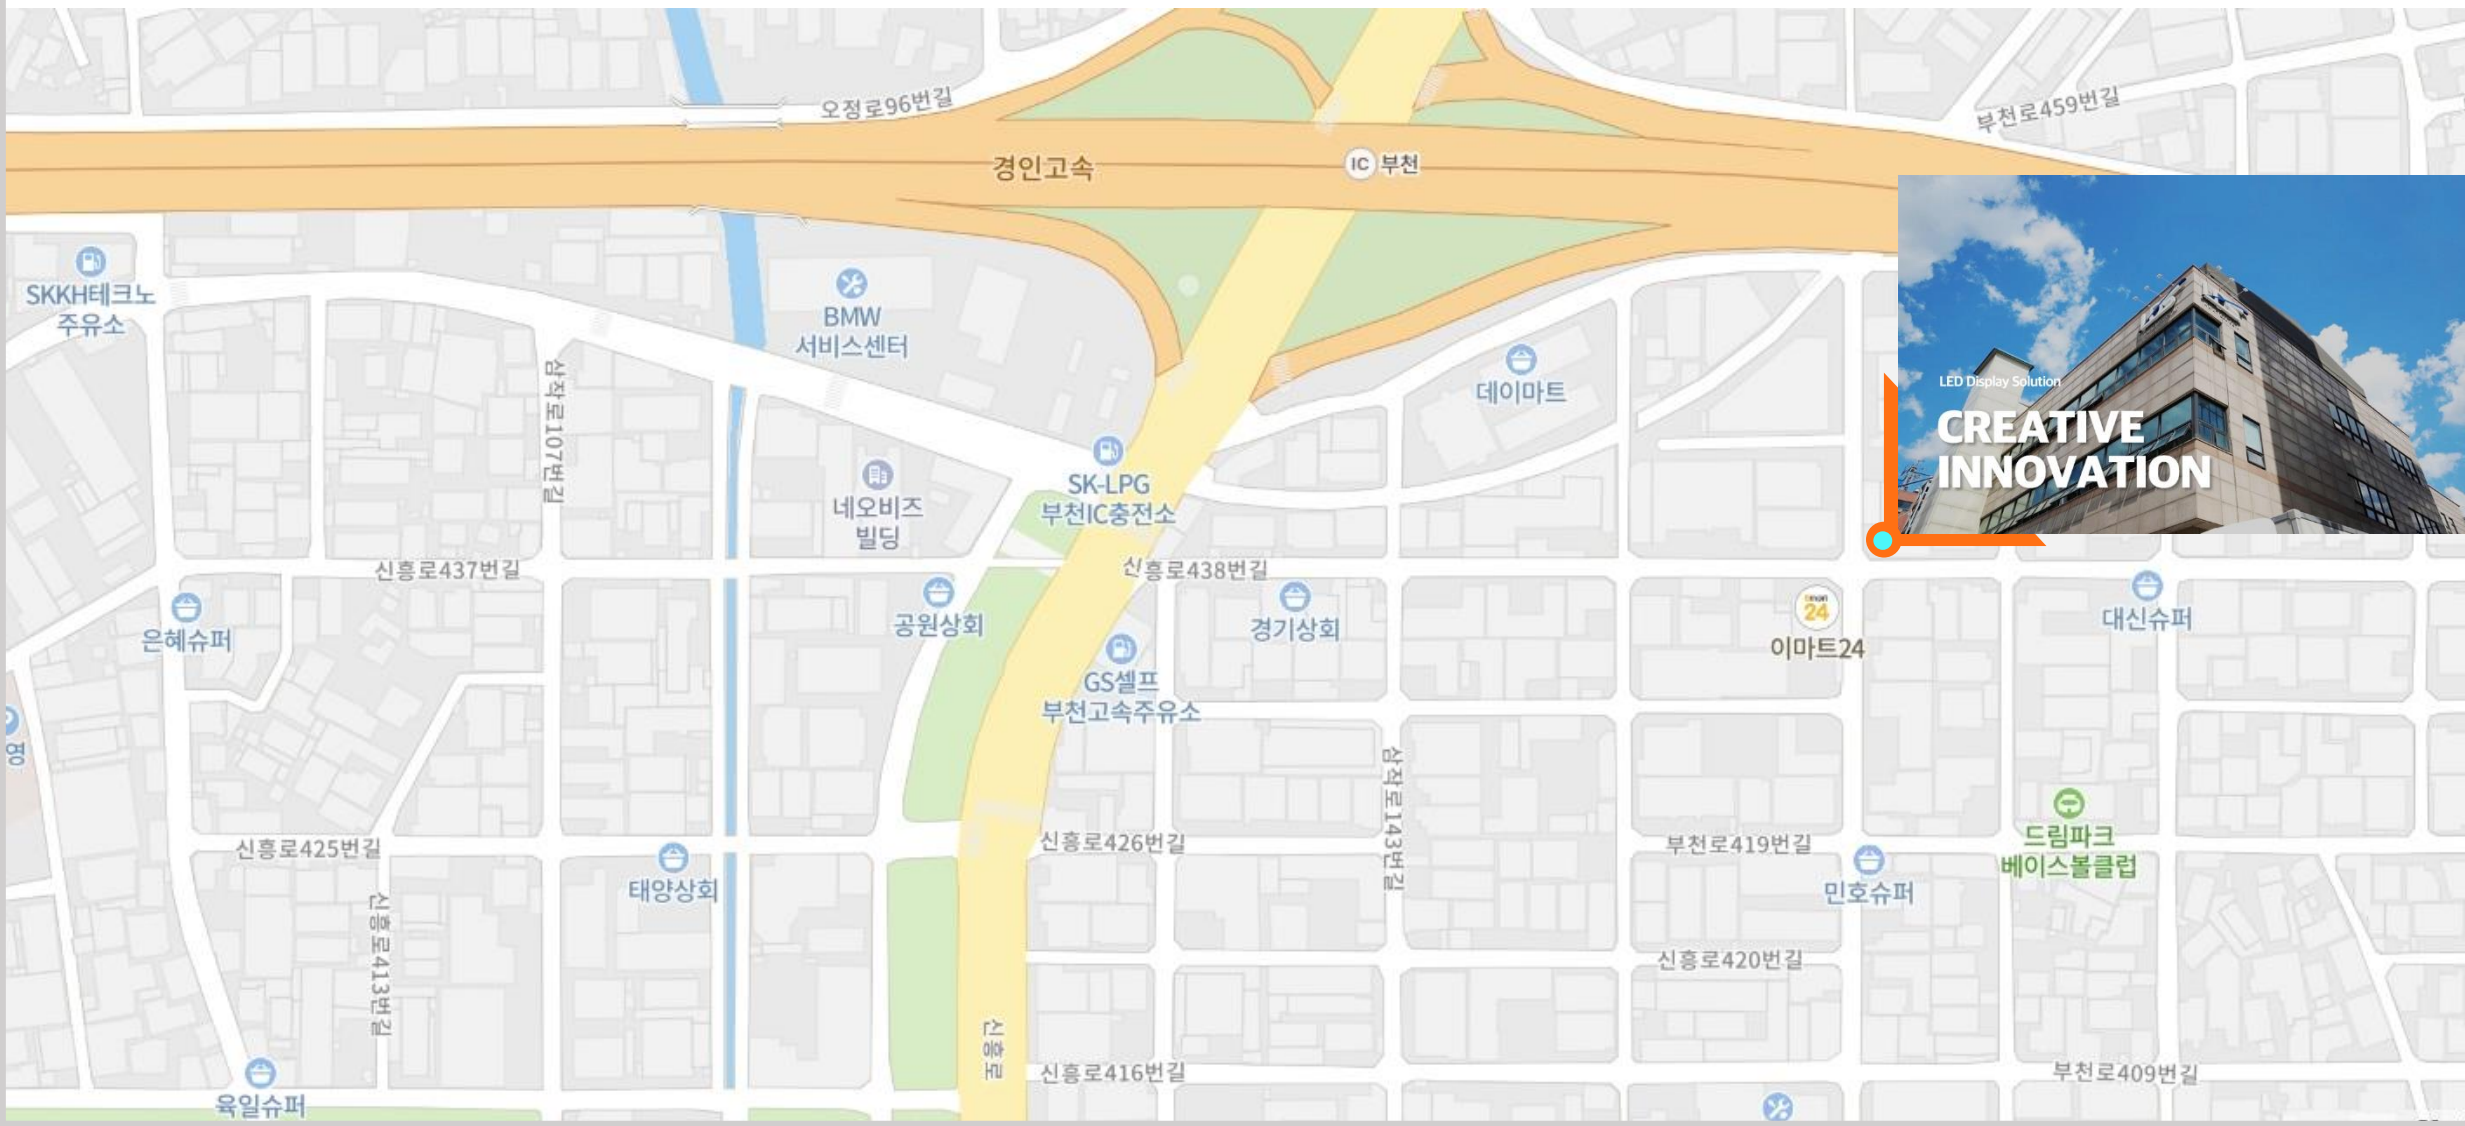 오정로96번길
부천로459번길
경인고속
IC 부천
SKKH테크노
주유소
BMW
서비스센터
삼작로107번길
데이마트
LED Display Solution
CREATIVE
INNOVATION
SK-LPG
부천IC충전소
네오비즈
빌딩
신흥로437번길
신흥로438번길
은혜슈퍼
공원상회
경기상회
24
이마트24
대신슈퍼
GS셀프
부천고속주유소
영
삼작로143번길
신흥로425번길
신흥로426번길
부천로419번길
드림파크
베이스볼클럽
태양상회
민호슈퍼
신흥로413번길
신흥로420번길
신흥로
신흥로416번길
부천로409번길
육일슈퍼